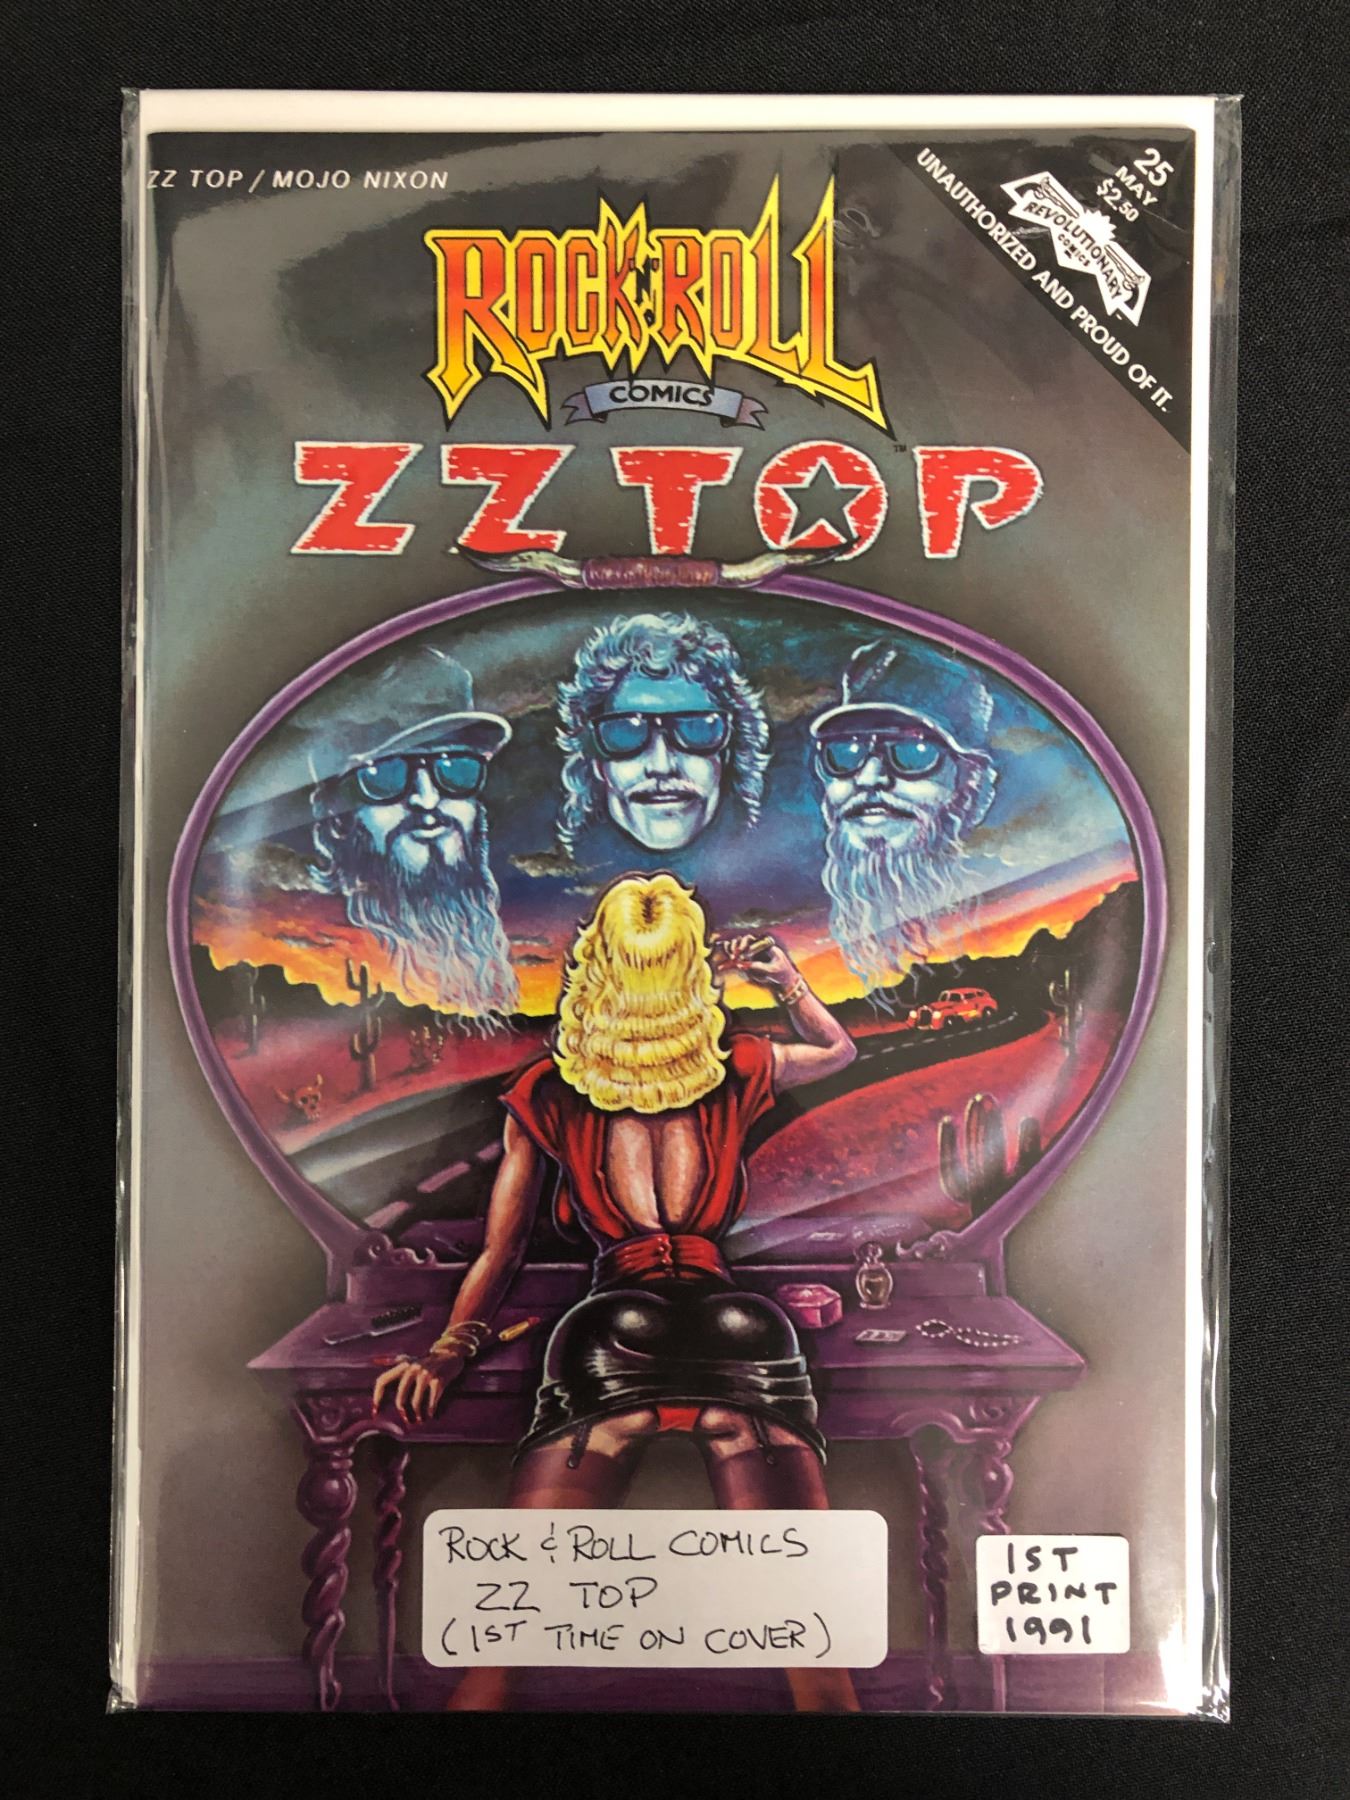 ZZ TOP / MOJO NIXON
25
MAY
$2.50
REVOLUTIONARY
COMICS
UNAUTHORIZED AND PROUD OF IT.
ROCK 'N' ROLL
COMICS
ZZ TOP
™
ROCK & ROLL COMICS
ZZ TOP
(1ST TIME ON COVER)
1ST
PRINT
1991